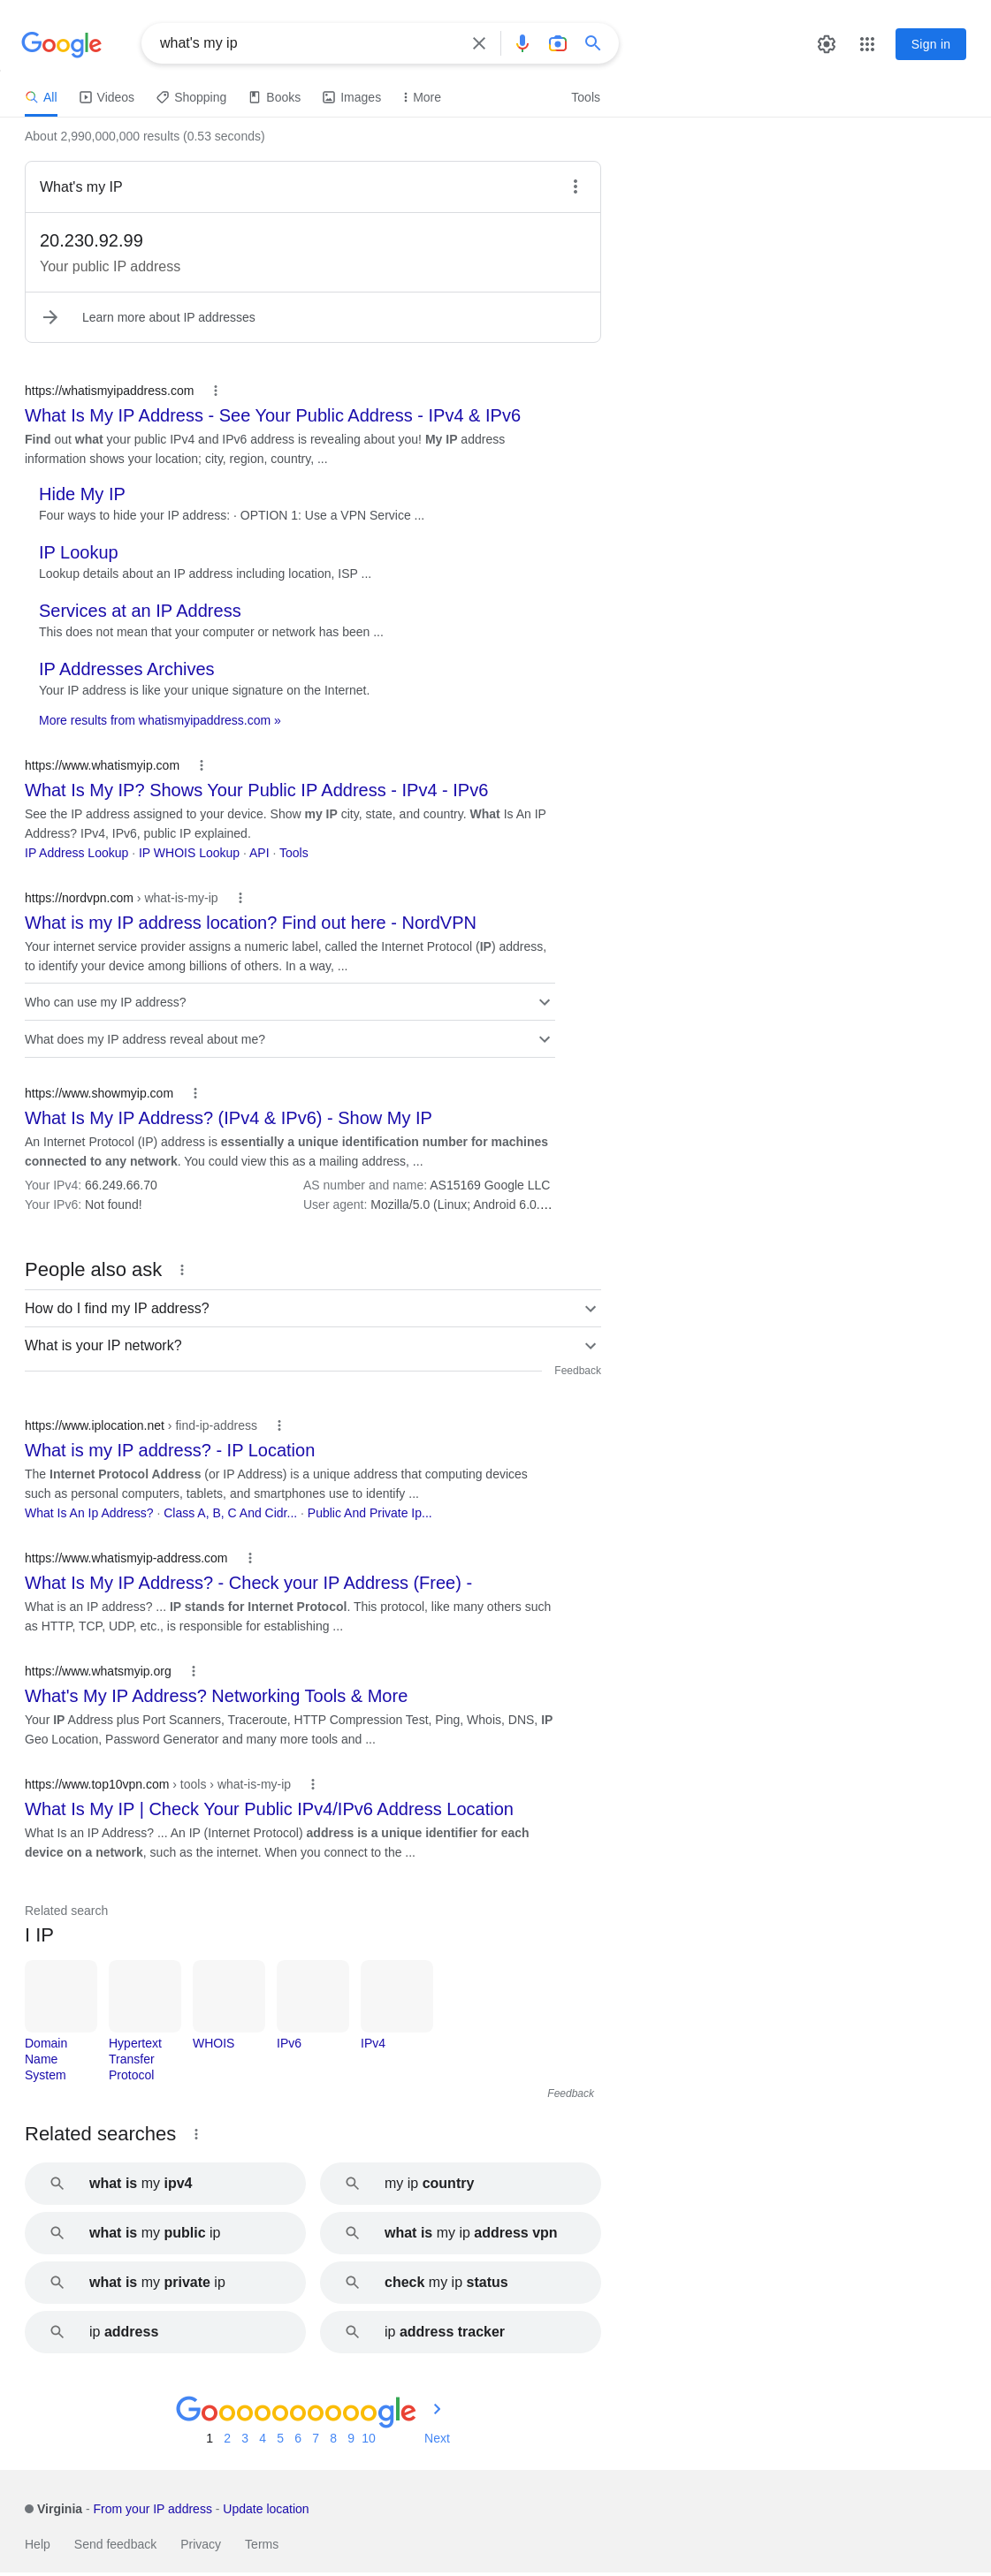 Google
what's my ip
Sign in
All
Videos
Shopping
Books
Images
More
Tools
About 2,990,000,000 results (0.53 seconds)
What's my IP
20.230.92.99
Your public IP address
Learn more about IP addresses
https://whatismyipaddress.com
What Is My IP Address - See Your Public Address - IPv4 & IPv6
Find out what your public IPv4 and IPv6 address is revealing about you! My IP address
information shows your location; city, region, country, ...
Hide My IP
Four ways to hide your IP address: · OPTION 1: Use a VPN Service ...
IP Lookup
Lookup details about an IP address including location, ISP ...
Services at an IP Address
This does not mean that your computer or network has been ...
IP Addresses Archives
Your IP address is like your unique signature on the Internet.
More results from whatismyipaddress.com »
https://www.whatismyip.com
What Is My IP? Shows Your Public IP Address - IPv4 - IPv6
See the IP address assigned to your device. Show my IP city, state, and country. What Is An IP
Address? IPv4, IPv6, public IP explained.
IP Address Lookup · IP WHOIS Lookup · API · Tools
https://nordvpn.com › what-is-my-ip
What is my IP address location? Find out here - NordVPN
Your internet service provider assigns a numeric label, called the Internet Protocol (IP) address,
to identify your device among billions of others. In a way, ...
Who can use my IP address?
What does my IP address reveal about me?
https://www.showmyip.com
What Is My IP Address? (IPv4 & IPv6) - Show My IP
An Internet Protocol (IP) address is essentially a unique identification number for machines
connected to any network. You could view this as a mailing address, ...
Your IPv4: 66.249.66.70
AS number and name: AS15169 Google LLC
Your IPv6: Not found!
User agent: Mozilla/5.0 (Linux; Android 6.0....
People also ask
How do I find my IP address?
What is your IP network?
Feedback
https://www.iplocation.net › find-ip-address
What is my IP address? - IP Location
The Internet Protocol Address (or IP Address) is a unique address that computing devices
such as personal computers, tablets, and smartphones use to identify ...
What Is An Ip Address? · Class A, B, C And Cidr... · Public And Private Ip...
https://www.whatismyip-address.com
What Is My IP Address? - Check your IP Address (Free) -
What is an IP address? ... IP stands for Internet Protocol. This protocol, like many others such
as HTTP, TCP, UDP, etc., is responsible for establishing ...
https://www.whatsmyip.org
What's My IP Address? Networking Tools & More
Your IP Address plus Port Scanners, Traceroute, HTTP Compression Test, Ping, Whois, DNS, IP
Geo Location, Password Generator and many more tools and ...
https://www.top10vpn.com › tools › what-is-my-ip
What Is My IP | Check Your Public IPv4/IPv6 Address Location
What Is an IP Address? ... An IP (Internet Protocol) address is a unique identifier for each
device on a network, such as the internet. When you connect to the ...
Related search
I IP
Domain
Name
System
Hypertext
Transfer
Protocol
WHOIS
IPv6
IPv4
Feedback
Related searches
what is my ipv4
my ip country
what is my public ip
what is my ip address vpn
what is my private ip
check my ip status
ip address
ip address tracker
Goooooooooogle
1 2 3 4 5 6 7 8 9 10 Next
Virginia - From your IP address - Update location
Help
Send feedback
Privacy
Terms